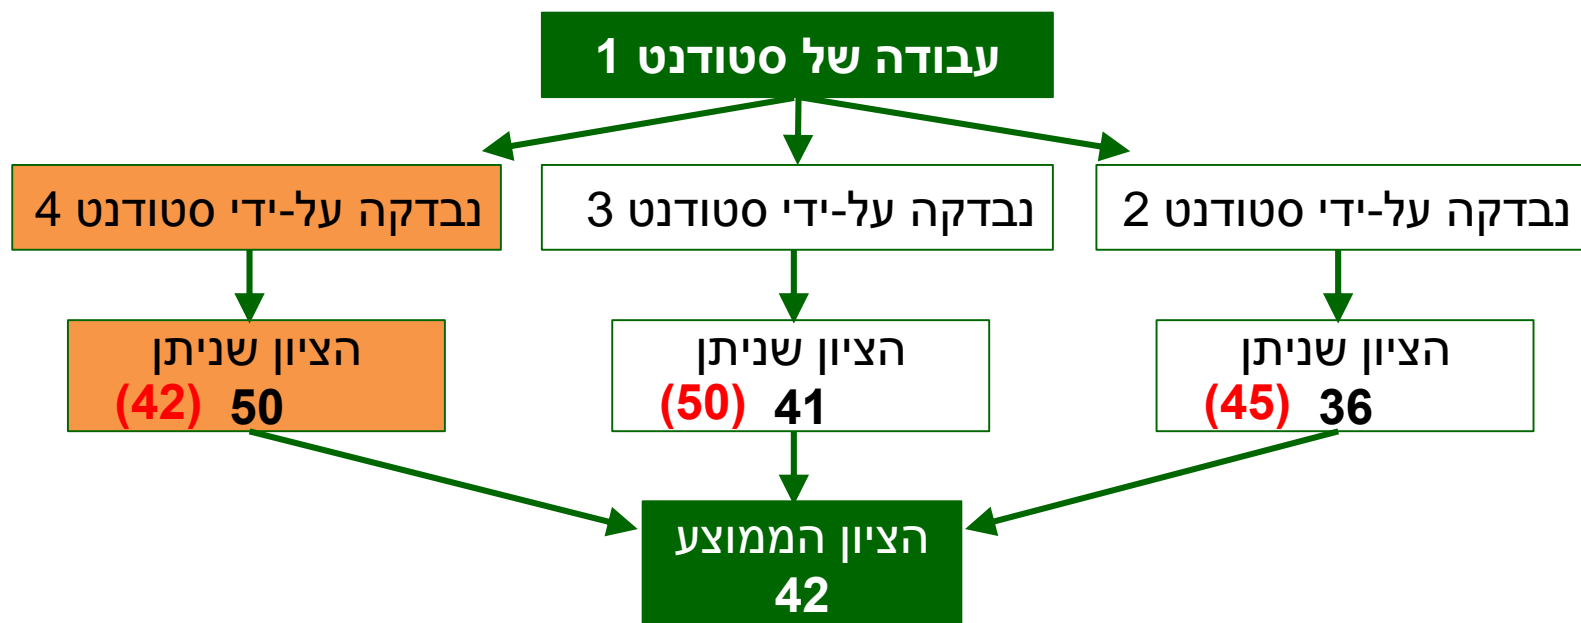 עבודה של סטודנט 1
נבדקה על-ידי סטודנט 2
נבדקה על-ידי סטודנט 3
נבדקה על-ידי סטודנט 4
הציון שניתן
36 (45)
הציון שניתן
41 (50)
הציון שניתן
50 (42)
הציון הממוצע
42